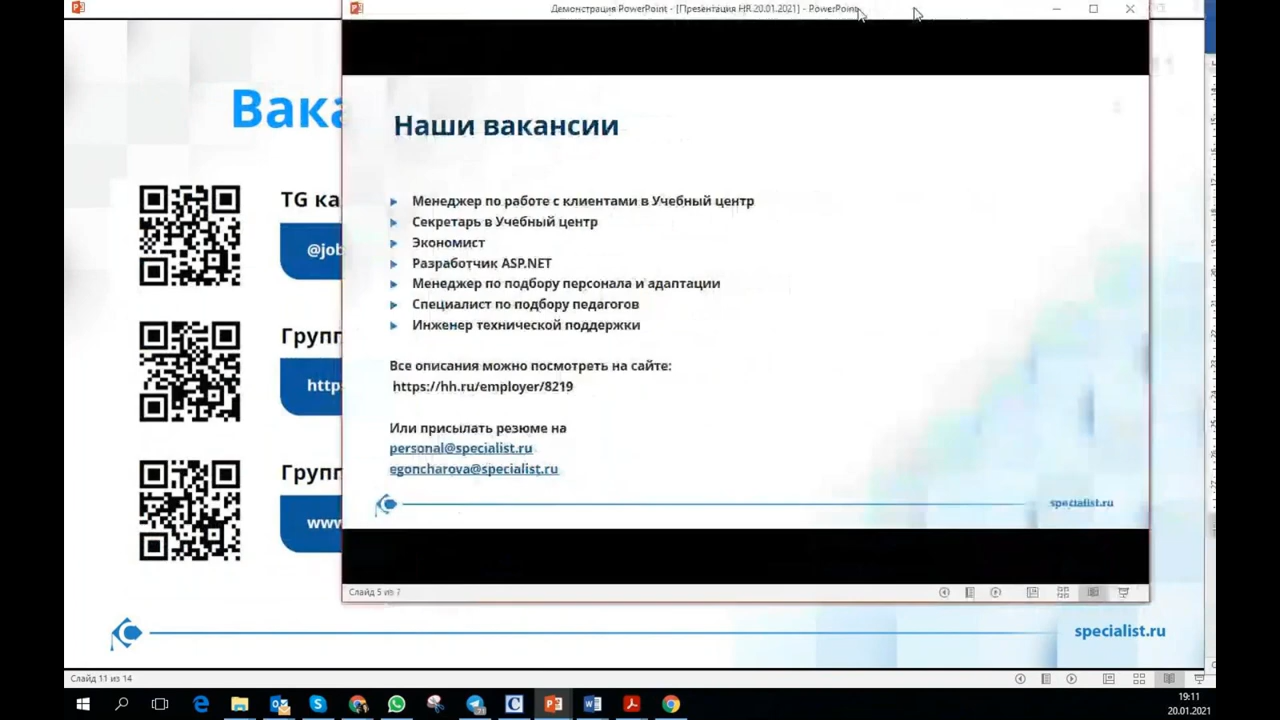 Демонстрация PowerPoint - [Презентация HR 20.01.2021] - PowerPoint
Наши вакансии
Менеджер по работе с клиентами в Учебный центр
Секретарь в Учебный центр
Экономист
Разработчик ASP.NET
Менеджер по подбору персонала и адаптации
Специалист по подбору педагогов
Инженер технической поддержки
Все описания можно посмотреть на сайте:
https://hh.ru/employer/8219
Или присылать резюме на
personal@specialist.ru
egoncharova@specialist.ru
specialist.ru
Слайд 5 из 7
Вака
TG ка
@job
Групп
http
Групп
www
specialist.ru
Слайд 11 из 14
19:11
20.01.2021